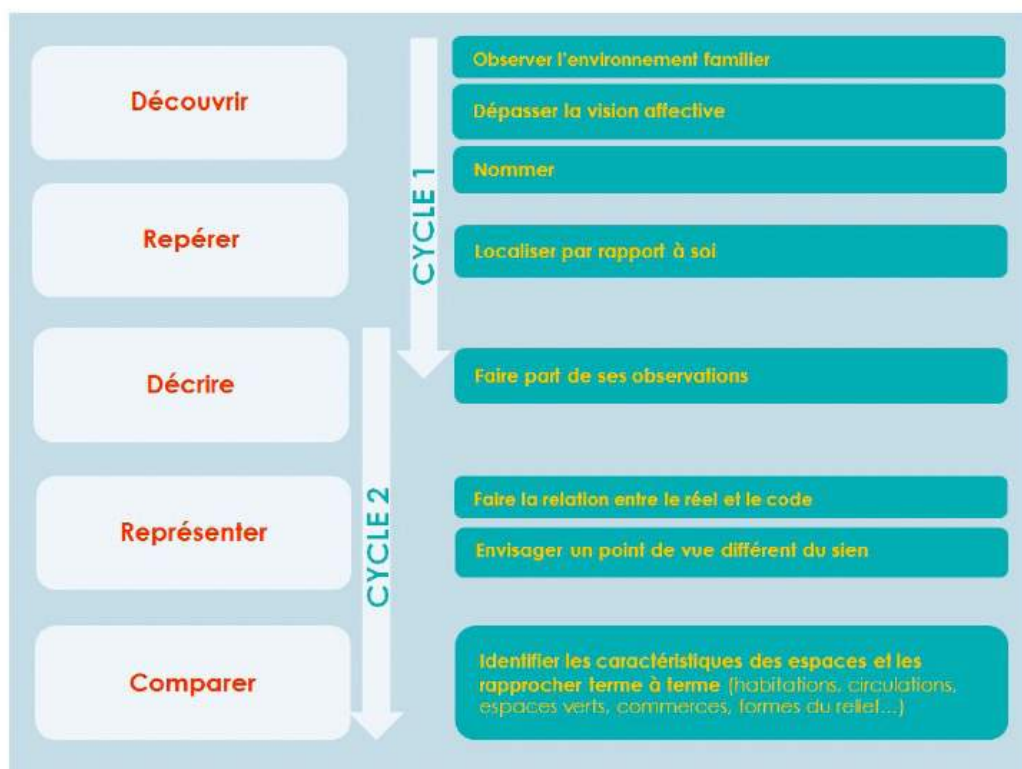 Découvrir
Observer l'environnement familier
Dépasser la vision affective
Nommer
CYCLE 1
Repérer
Localiser par rapport à soi
Décrire
Faire part de ses observations
CYCLE 2
Représenter
Faire la relation entre le réel et le code
Envisager un point de vue différent du sien
Comparer
Identifier les caractéristiques des espaces et les
rapprocher terme à terme (habitations, circulations,
espaces verts, commerces, formes du relief...)